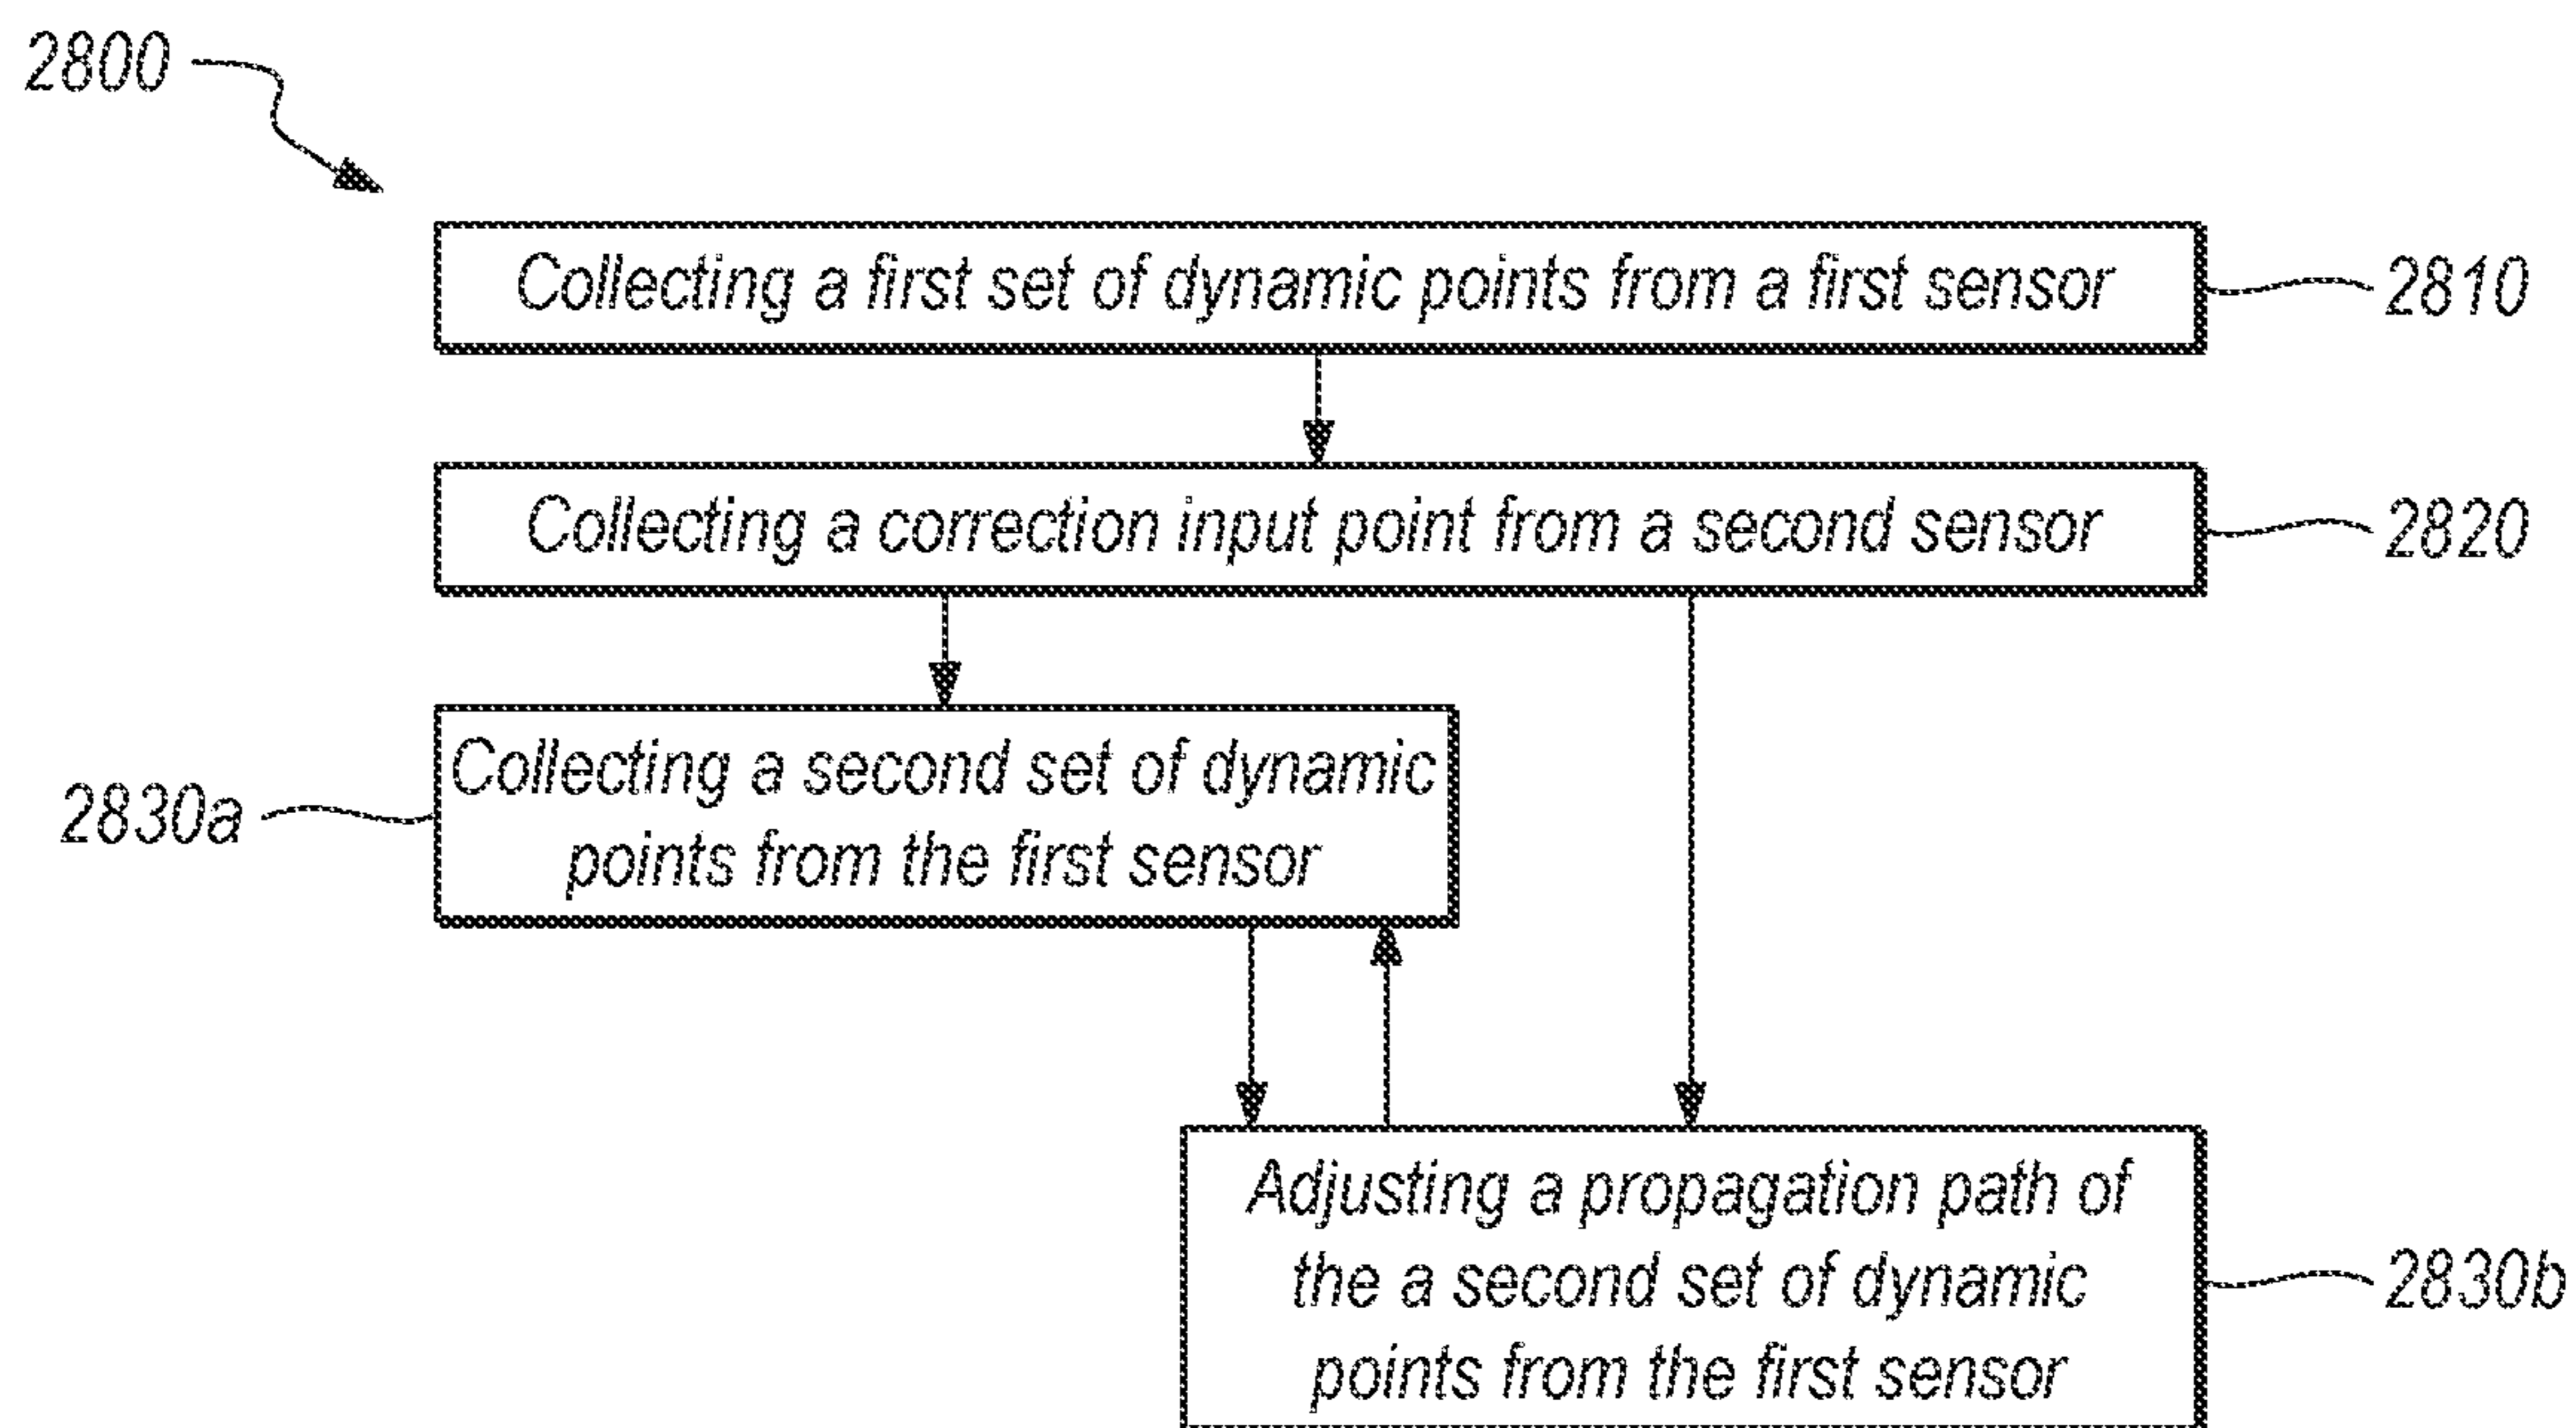 2800
Collecting a first set of dynamic points from a first sensor
2810
Collecting a correction input point from a second sensor
2820
Collecting a second set of dynamic
points from the first sensor
2830a
Adjusting a propagation path of
the a second set of dynamic
points from the first sensor
2830b